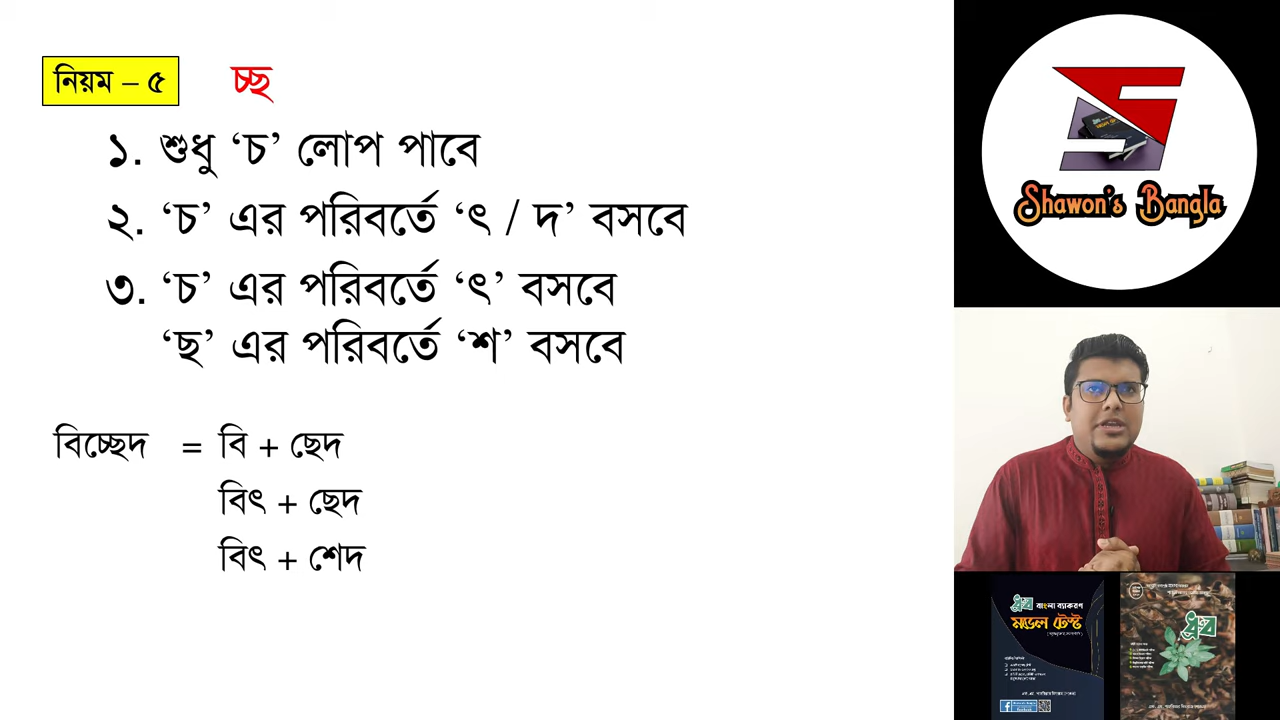 নিয়ম – ৫ চ্ছ
১. শুধু ‘চ’ লোপ পাবে
২. ‘চ’ এর পরিবর্তে ‘ৎ / দ’ বসবে
৩. ‘চ’ এর পরিবর্তে ‘ৎ’ বসবে
‘ছ’ এর পরিবর্তে ‘শ’ বসবে
বিচ্ছেদ = বি + ছেদ
বিৎ + ছেদ
বিৎ + শেদ
Shawon's Bangla
ধ্রুব বাংলা ব্যাকরণ
মডেল টেস্ট
ধ্রুব